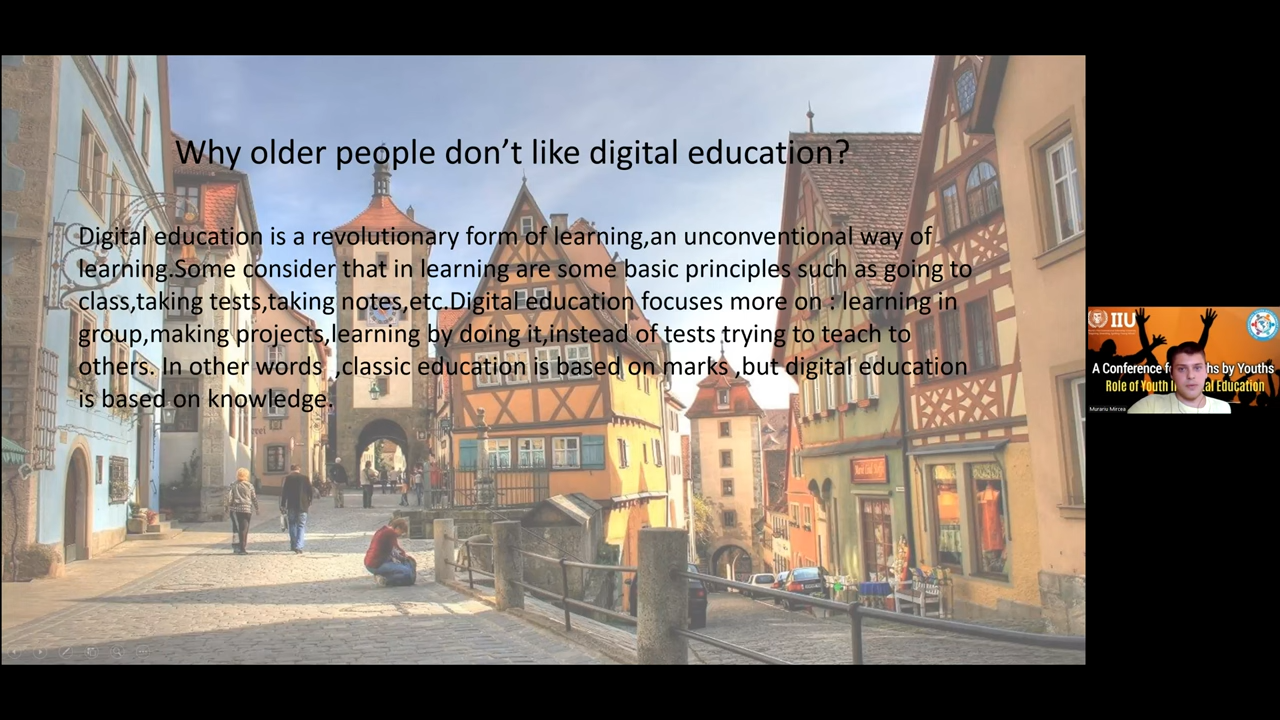 Why older people don't like digital education?
Digital education is a revolutionary form of learning,an unconventional way of
learning.Some consider that in learning are some basic principles such as going to
class,taking tests,taking notes,etc.Digital education focuses more on : learning in
group,making projects,learning by doing it,instead of tests trying to teach to
others. In other words ,classic education is based on marks ,but digital education
is based on knowledge.
IIU
A Conference f hs by Youths
Role of Youth I al Education
Murariu Mircea